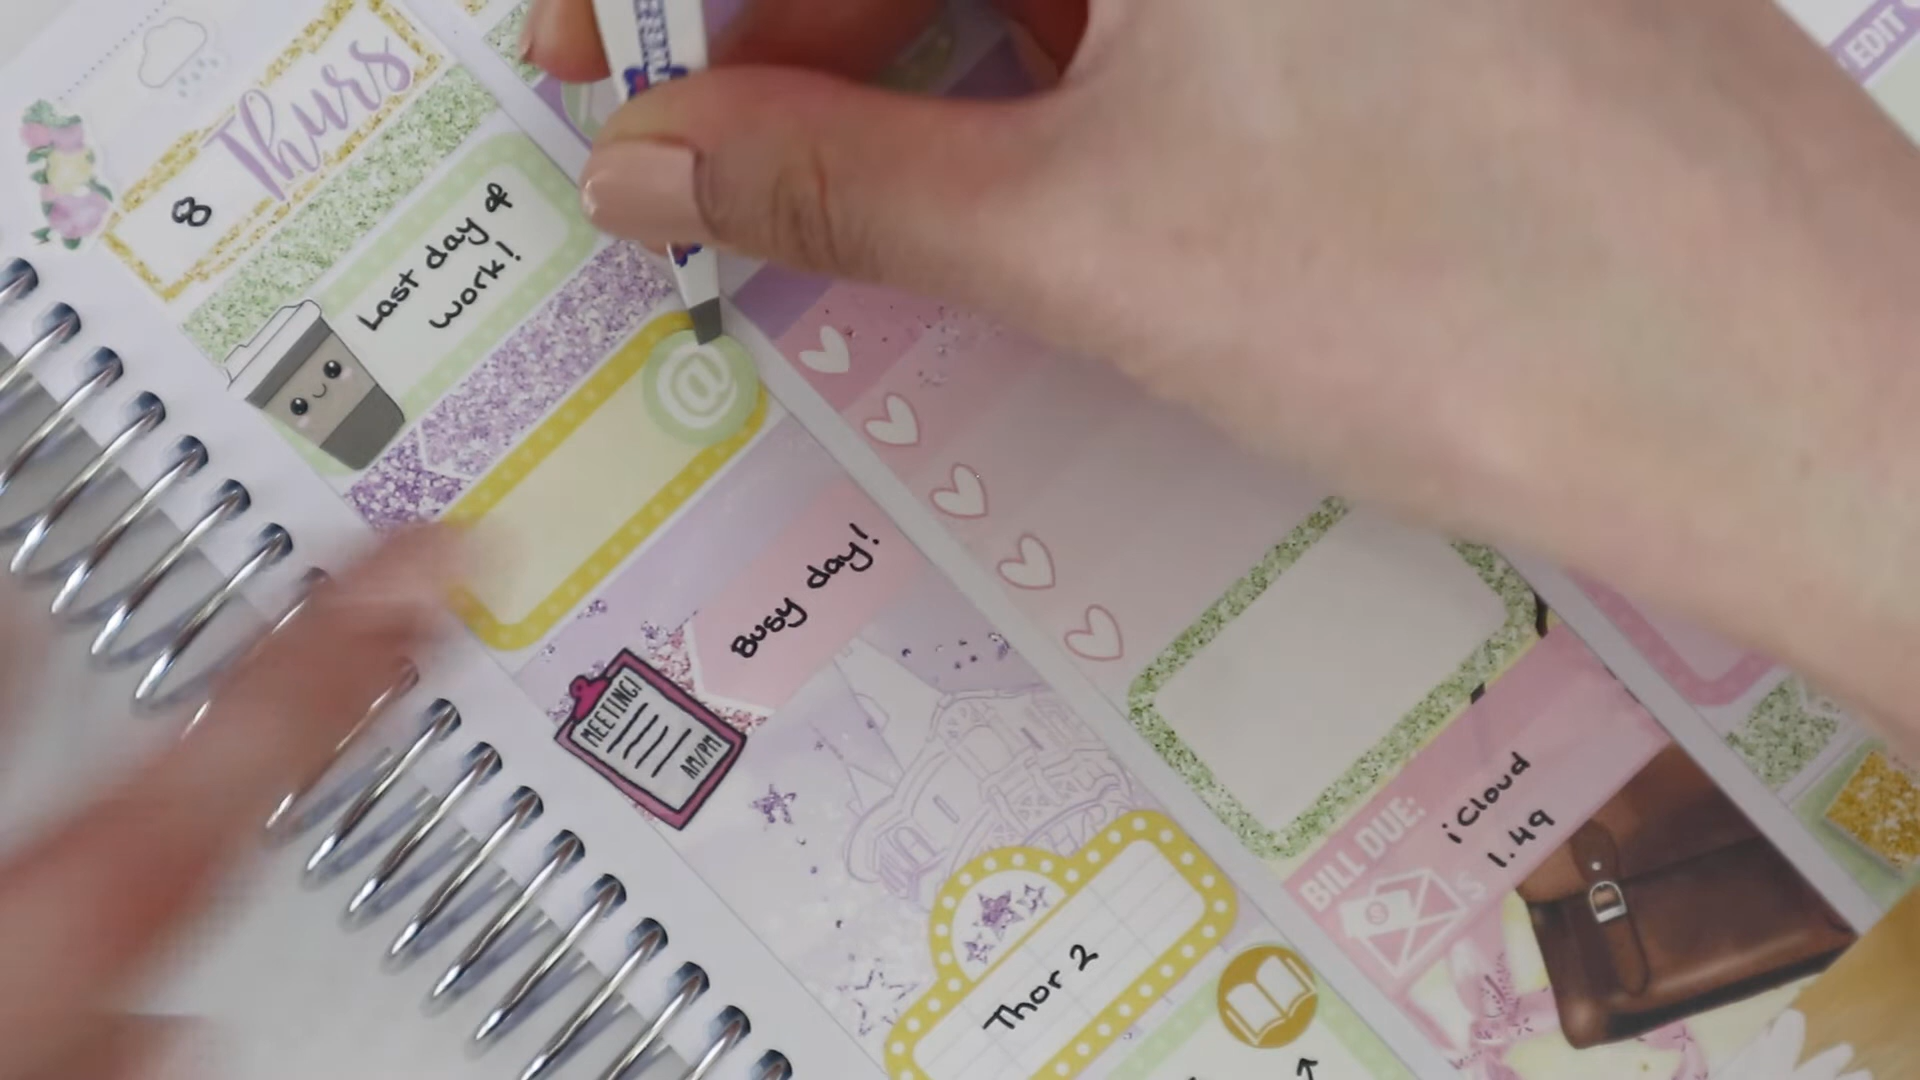 Thurs
8
Last day of
work!
@
Busy day!
MEETING!
AM/PM
Thor 2
BILL DUE:
$
iCloud
1.49
EDIT